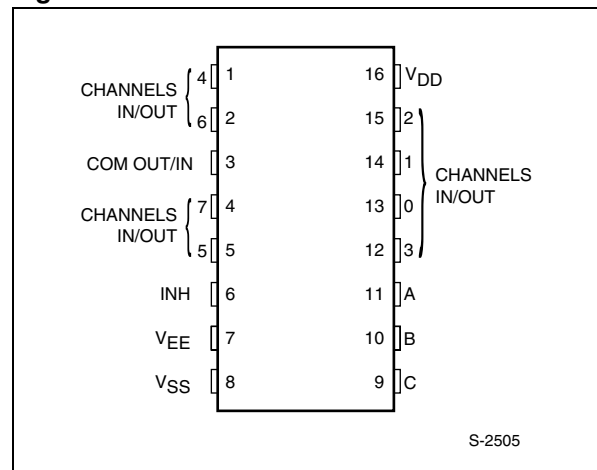 CHANNELS
IN/OUT
4 1 16 VDD
6 2 15 2
COM OUT/IN 3 14 1
CHANNELS
IN/OUT
CHANNELS
IN/OUT
7 4 13 0
5 5 12 3
INH 6 11 A
VEE 7 10 B
VSS 8 9 C
S-2505